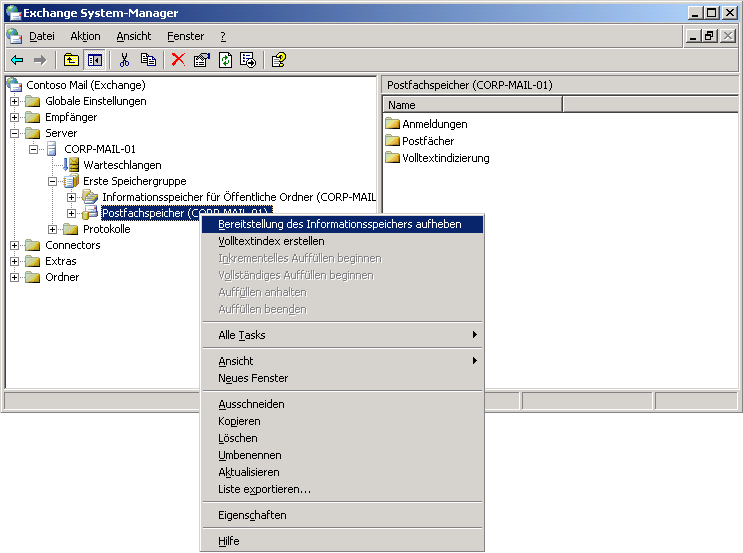 Exchange System-Manager
Datei Aktion Ansicht Fenster ?
Contoso Mail (Exchange)
Globale Einstellungen
Empfänger
Server
CORP-MAIL-01
Warteschlangen
Erste Speichergruppe
Informationsspeicher für Öffentliche Ordner (CORP-MAIL
Postfachspeicher (CORP-MAIL-01)
Protokolle
Connectors
Extras
Ordner
Postfachspeicher (CORP-MAIL-01)
Name
Anmeldungen
Postfächer
Volltextindizierung
Bereitstellung des Informationsspeichers aufheben
Volltextindex erstellen
Inkrementelles Auffüllen beginnen
Vollständiges Auffüllen beginnen
Auffüllen anhalten
Auffüllen beenden
Alle Tasks
Ansicht
Neues Fenster
Ausschneiden
Kopieren
Löschen
Umbenennen
Aktualisieren
Liste exportieren...
Eigenschaften
Hilfe